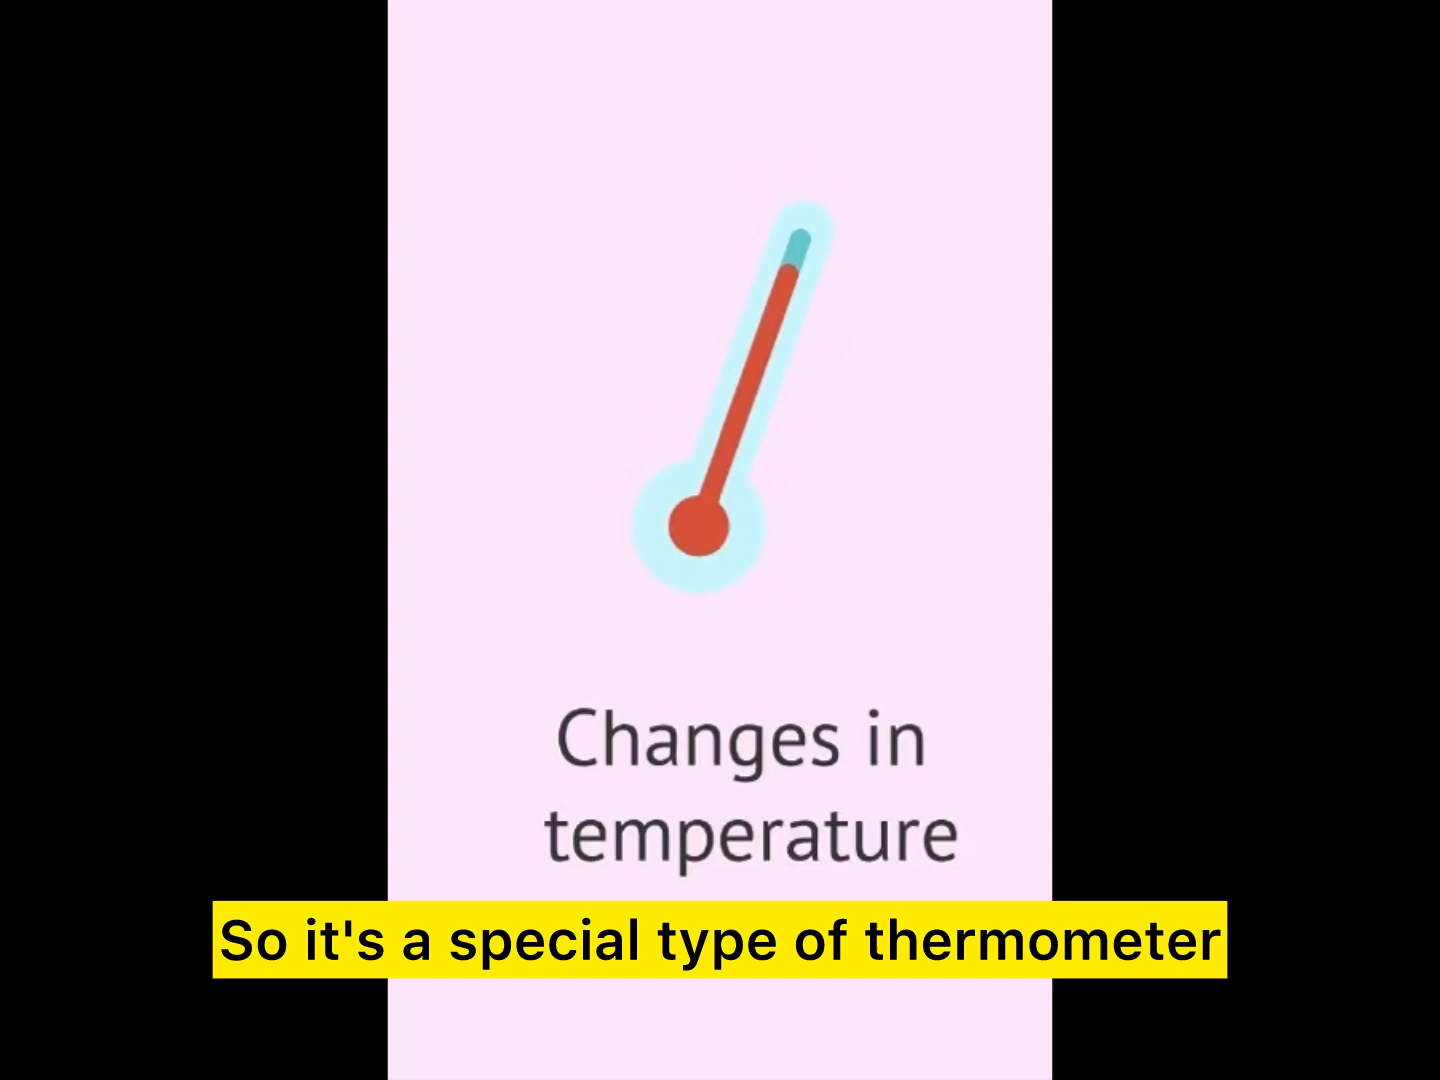 Changes in
temperature
So it's a special type of thermometer